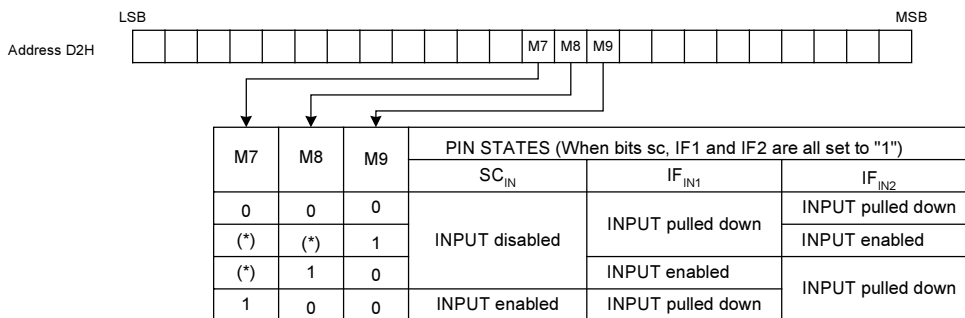 LSB MSB
Address D2H M7 M8 M9
M7 M8 M9 PIN STATES (When bits sc, IF1 and IF2 are all set to "1")
SCIN IFIN1 IFIN2
0 0 0 INPUT disabled INPUT pulled down INPUT pulled down
(*) (*) 1 INPUT enabled
(*) 1 0 INPUT enabled INPUT pulled down
1 0 0 INPUT enabled INPUT pulled down